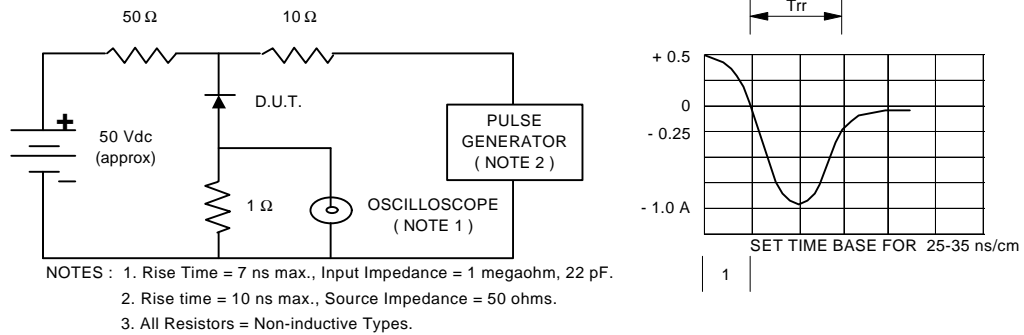 50 Ω
10 Ω
D.U.T.
+
50 Vdc
(approx)
–
1 Ω
OSCILLOSCOPE
( NOTE 1 )
PULSE
GENERATOR
( NOTE 2 )
Trr
+ 0.5
0
- 0.25
- 1.0 A
SET TIME BASE FOR 25-35 ns/cm
1
NOTES : 1. Rise Time = 7 ns max., Input Impedance = 1 megaohm, 22 pF.
2. Rise time = 10 ns max., Source Impedance = 50 ohms.
3. All Resistors = Non-inductive Types.